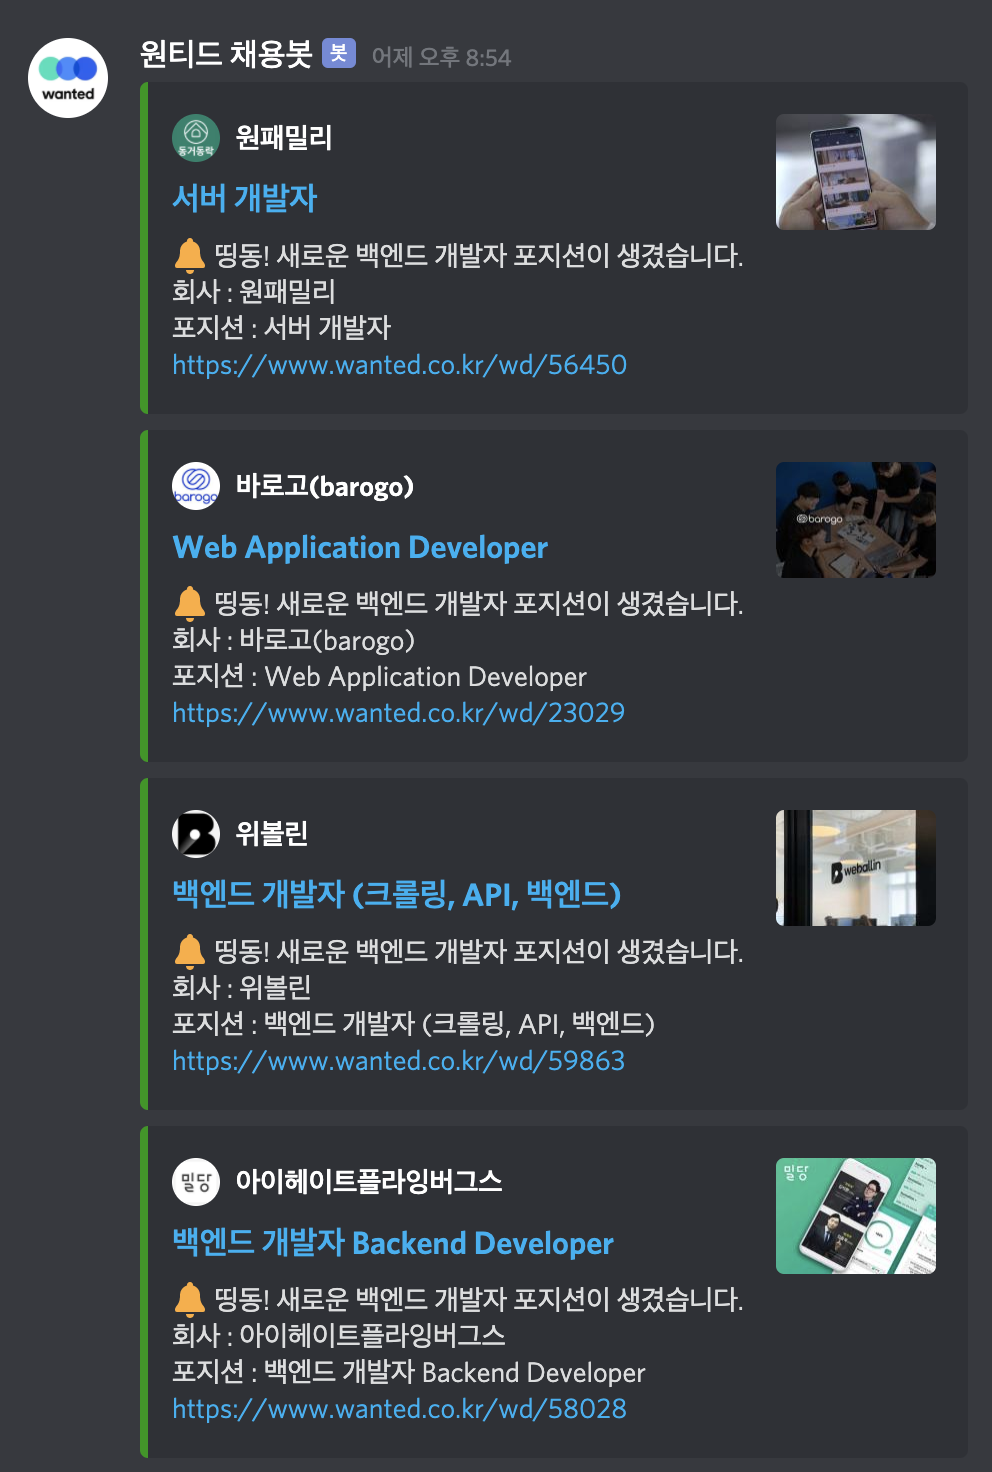 wanted
원티드 채용봇 봇 어제 오후 8:54
동거동락
원패밀리
서버 개발자
🔔 띵동! 새로운 백엔드 개발자 포지션이 생겼습니다.
회사 : 원패밀리
포지션 : 서버 개발자
https://www.wanted.co.kr/wd/56450
barogo
바로고(barogo)
barogo
Web Application Developer
🔔 띵동! 새로운 백엔드 개발자 포지션이 생겼습니다.
회사 : 바로고(barogo)
포지션 : Web Application Developer
https://www.wanted.co.kr/wd/23029
위볼린
weballin
백엔드 개발자 (크롤링, API, 백엔드)
🔔 띵동! 새로운 백엔드 개발자 포지션이 생겼습니다.
회사 : 위볼린
포지션 : 백엔드 개발자 (크롤링, API, 백엔드)
https://www.wanted.co.kr/wd/59863
밀당
아이헤이트플라잉버그스
밀당
백엔드 개발자 Backend Developer
🔔 띵동! 새로운 백엔드 개발자 포지션이 생겼습니다.
회사 : 아이헤이트플라잉버그스
포지션 : 백엔드 개발자 Backend Developer
https://www.wanted.co.kr/wd/58028